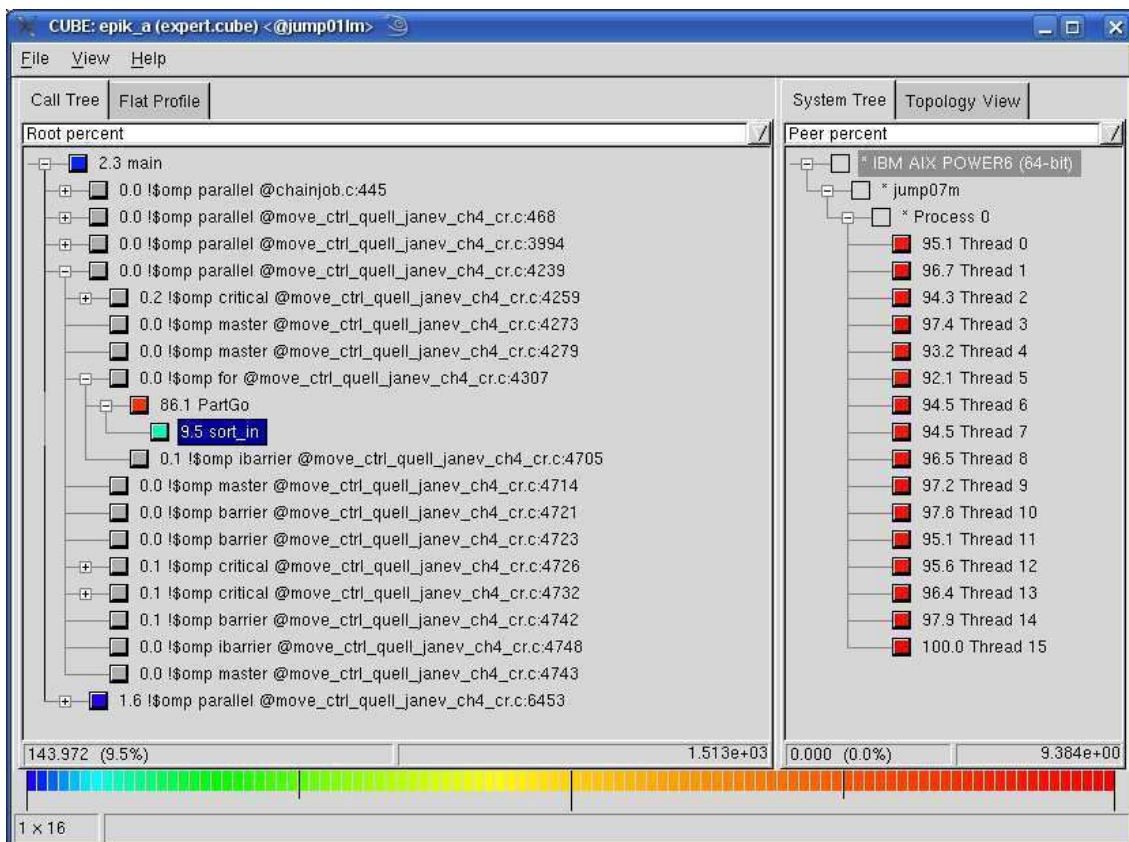 CUBE: epik_a (expert.cube) <@jump01lm>
File View Help
Call Tree Flat Profile
Root percent
2.3 main
0.0 !$omp parallel @chainjob.c:445
0.0 !$omp parallel @move_ctrl_quell_janev_ch4_cr.c:468
0.0 !$omp parallel @move_ctrl_quell_janev_ch4_cr.c:3994
0.0 !$omp parallel @move_ctrl_quell_janev_ch4_cr.c:4239
0.2 !$omp critical @move_ctrl_quell_janev_ch4_cr.c:4259
0.0 !$omp master @move_ctrl_quell_janev_ch4_cr.c:4273
0.0 !$omp master @move_ctrl_quell_janev_ch4_cr.c:4279
0.0 !$omp for @move_ctrl_quell_janev_ch4_cr.c:4307
86.1 PartGo
9.5 sort_in
0.1 !$omp ibarrier @move_ctrl_quell_janev_ch4_cr.c:4705
0.0 !$omp master @move_ctrl_quell_janev_ch4_cr.c:4714
0.0 !$omp barrier @move_ctrl_quell_janev_ch4_cr.c:4721
0.0 !$omp barrier @move_ctrl_quell_janev_ch4_cr.c:4723
0.1 !$omp critical @move_ctrl_quell_janev_ch4_cr.c:4726
0.1 !$omp critical @move_ctrl_quell_janev_ch4_cr.c:4732
0.1 !$omp barrier @move_ctrl_quell_janev_ch4_cr.c:4742
0.0 !$omp ibarrier @move_ctrl_quell_janev_ch4_cr.c:4748
0.0 !$omp master @move_ctrl_quell_janev_ch4_cr.c:4743
1.6 !$omp parallel @move_ctrl_quell_janev_ch4_cr.c:6453
143.972 (9.5%) 1.513e+03
System Tree Topology View
Peer percent
* IBM AIX POWER6 (64-bit)
* jump07m
* Process 0
95.1 Thread 0
96.7 Thread 1
94.3 Thread 2
97.4 Thread 3
93.2 Thread 4
92.1 Thread 5
94.5 Thread 6
94.5 Thread 7
96.5 Thread 8
97.2 Thread 9
97.8 Thread 10
95.1 Thread 11
95.6 Thread 12
96.4 Thread 13
97.9 Thread 14
100.0 Thread 15
0.000 (0.0%) 9.384e+00
1 x 16